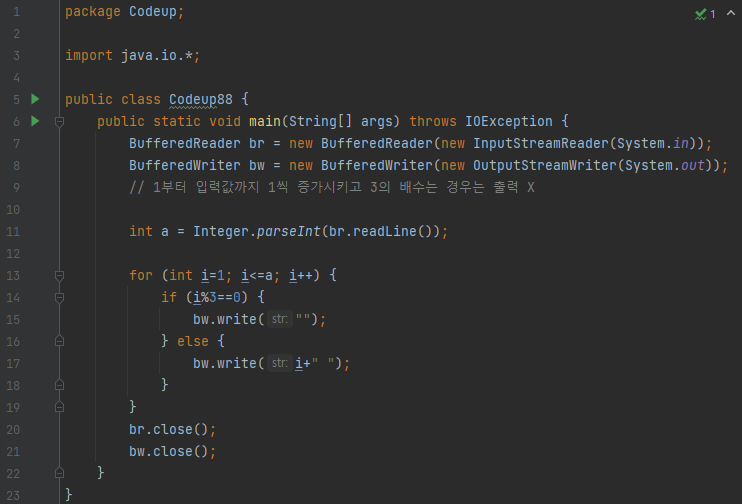 1 package Codeup;
2
3 import java.io.*;
4
5 public class Codeup88 {
6 public static void main(String[] args) throws IOException {
7 BufferedReader br = new BufferedReader(new InputStreamReader(System.in));
8 BufferedWriter bw = new BufferedWriter(new OutputStreamWriter(System.out));
9 // 1부터 입력값까지 1씩 증가시키고 3의 배수는 경우는 출력 X
10
11 int a = Integer.parseInt(br.readLine());
12
13 for (int i=1; i<=a; i++) {
14 if (i%3==0) {
15 bw.write( str: "");
16 } else {
17 bw.write( str: i+" ");
18 }
19 }
20 br.close();
21 bw.close();
22 }
23 }
1